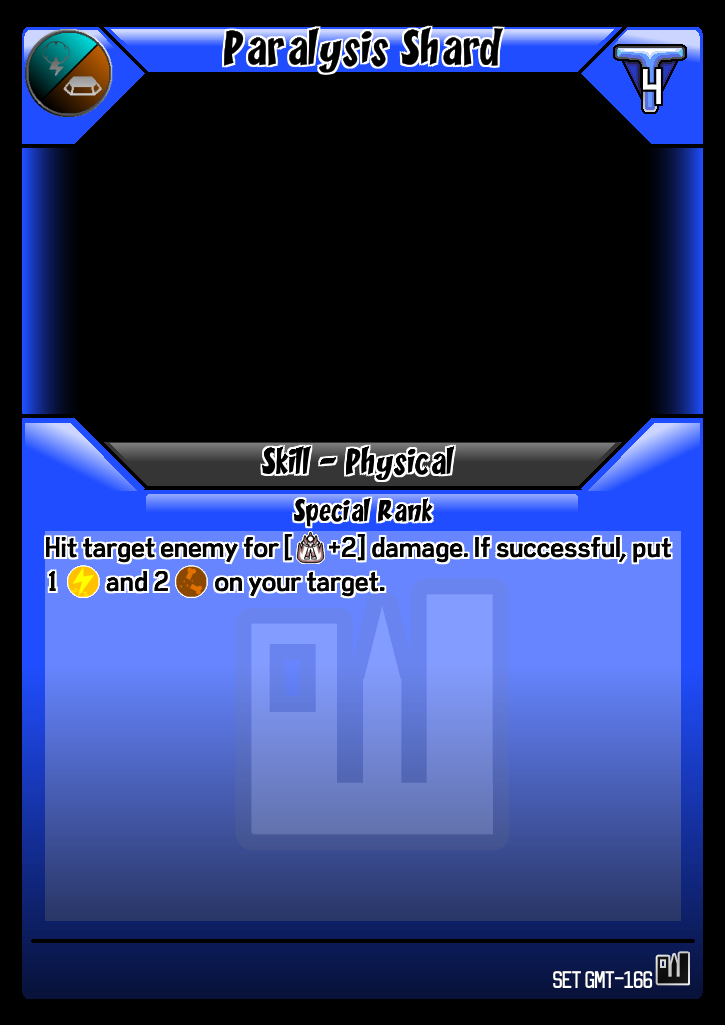 Paralysis Shard
4
Skill - Physical
Special Rank
Hit target enemy for [ +2] damage. If successful, put
1 and 2 on your target.
SET GMT-166